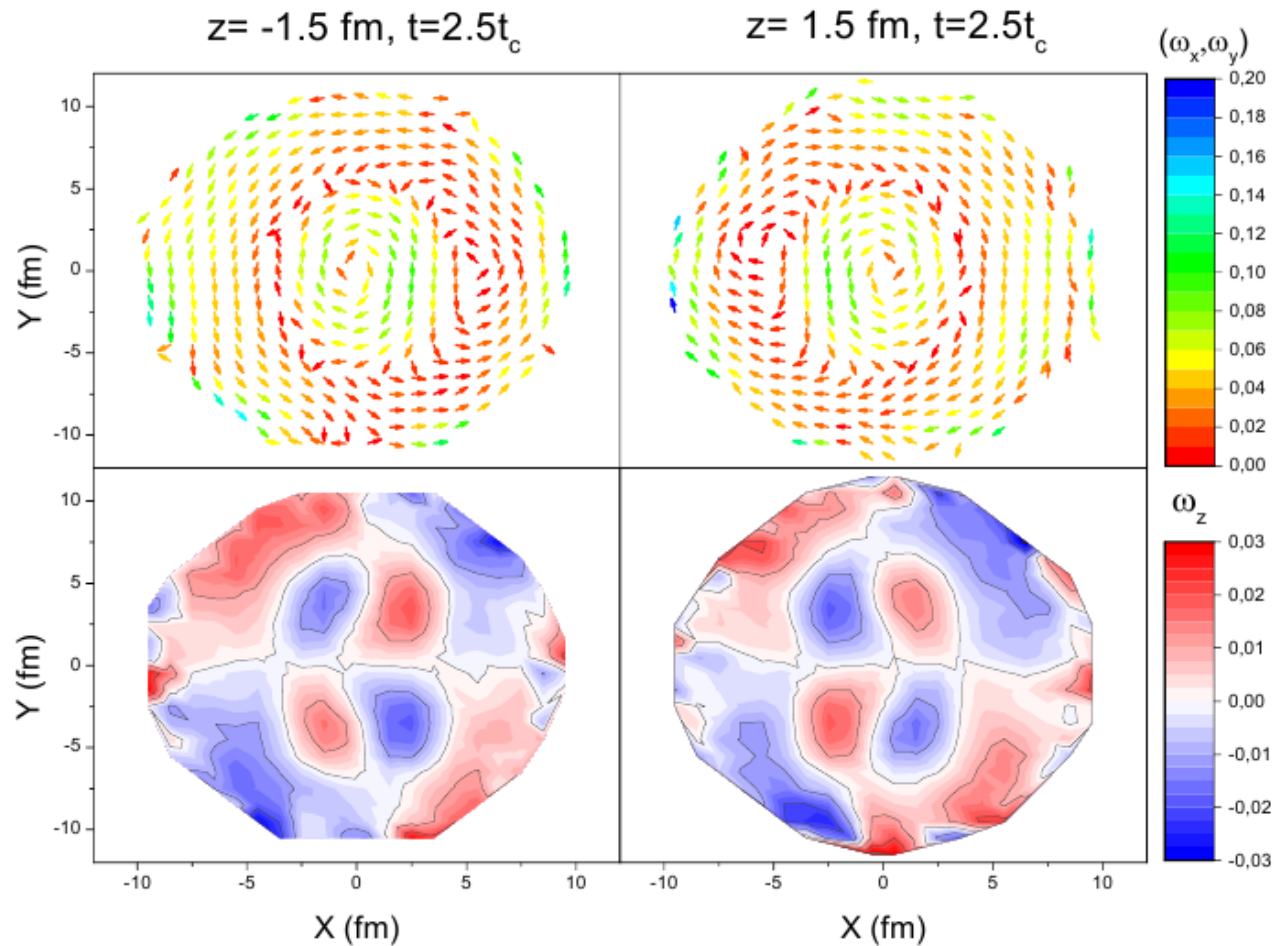 z= -1.5 fm, t=2.5t_c
z= 1.5 fm, t=2.5t_c
(ω_x,ω_y)
Y (fm)
10
5
0
-5
-10
0,20
0,18
0,16
0,14
0,12
0,10
0,08
0,06
0,04
0,02
0,00
ω_z
Y (fm)
10
5
0
-5
-10
0,03
0,02
0,01
0,00
-0,01
-0,02
-0,03
-10 -5 0 5 10
-10 -5 0 5 10
X (fm)
X (fm)